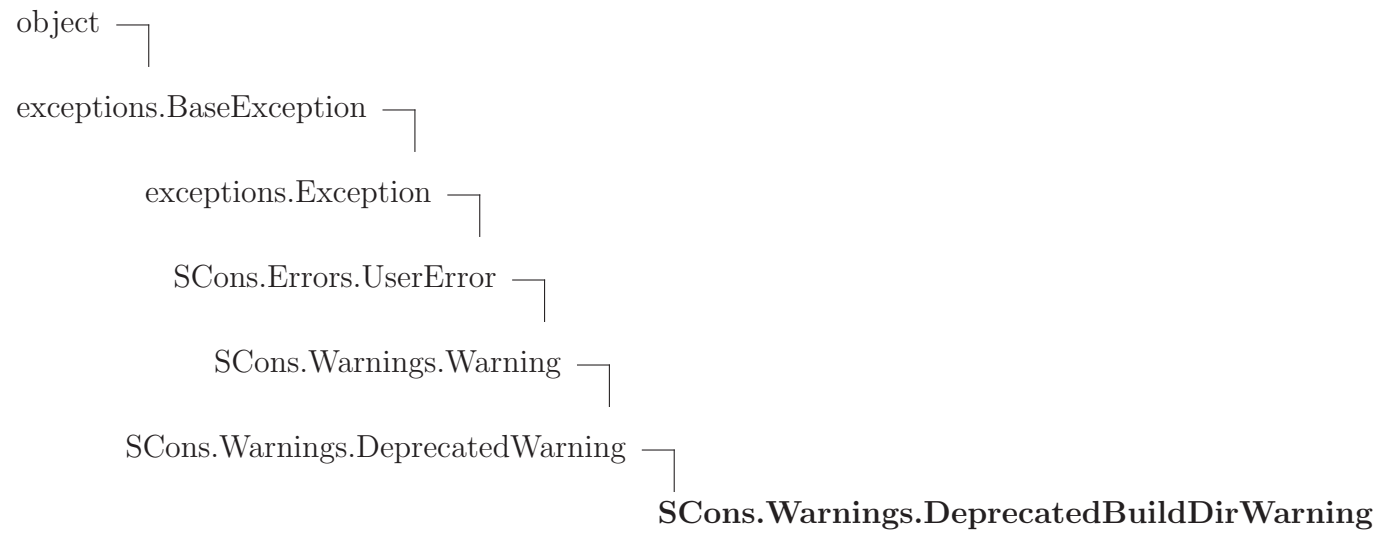 object
exceptions.BaseException
exceptions.Exception
SCons.Errors.UserError
SCons.Warnings.Warning
SCons.Warnings.DeprecatedWarning
SCons.Warnings.DeprecatedBuildDirWarning